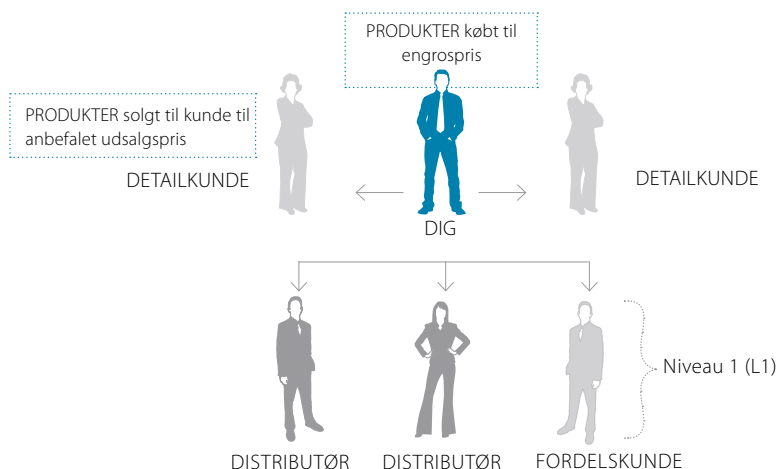 PRODUKTER købt til
engrospris
PRODUKTER solgt til kunde til
anbefalet udsalgspris
DETAILKUNDE
DETAILKUNDE
DIG
Niveau 1 (L1)
DISTRIBUTØR
DISTRIBUTØR
FORDELSKUNDE